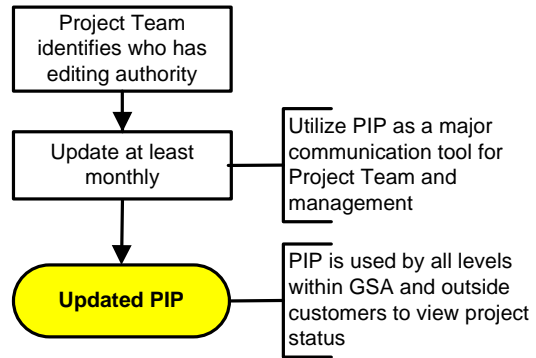 Project Team
identifies who has
editing authority
Update at least
monthly
Utilize PIP as a major
communication tool for
Project Team and
management
Updated PIP
PIP is used by all levels
within GSA and outside
customers to view project
status